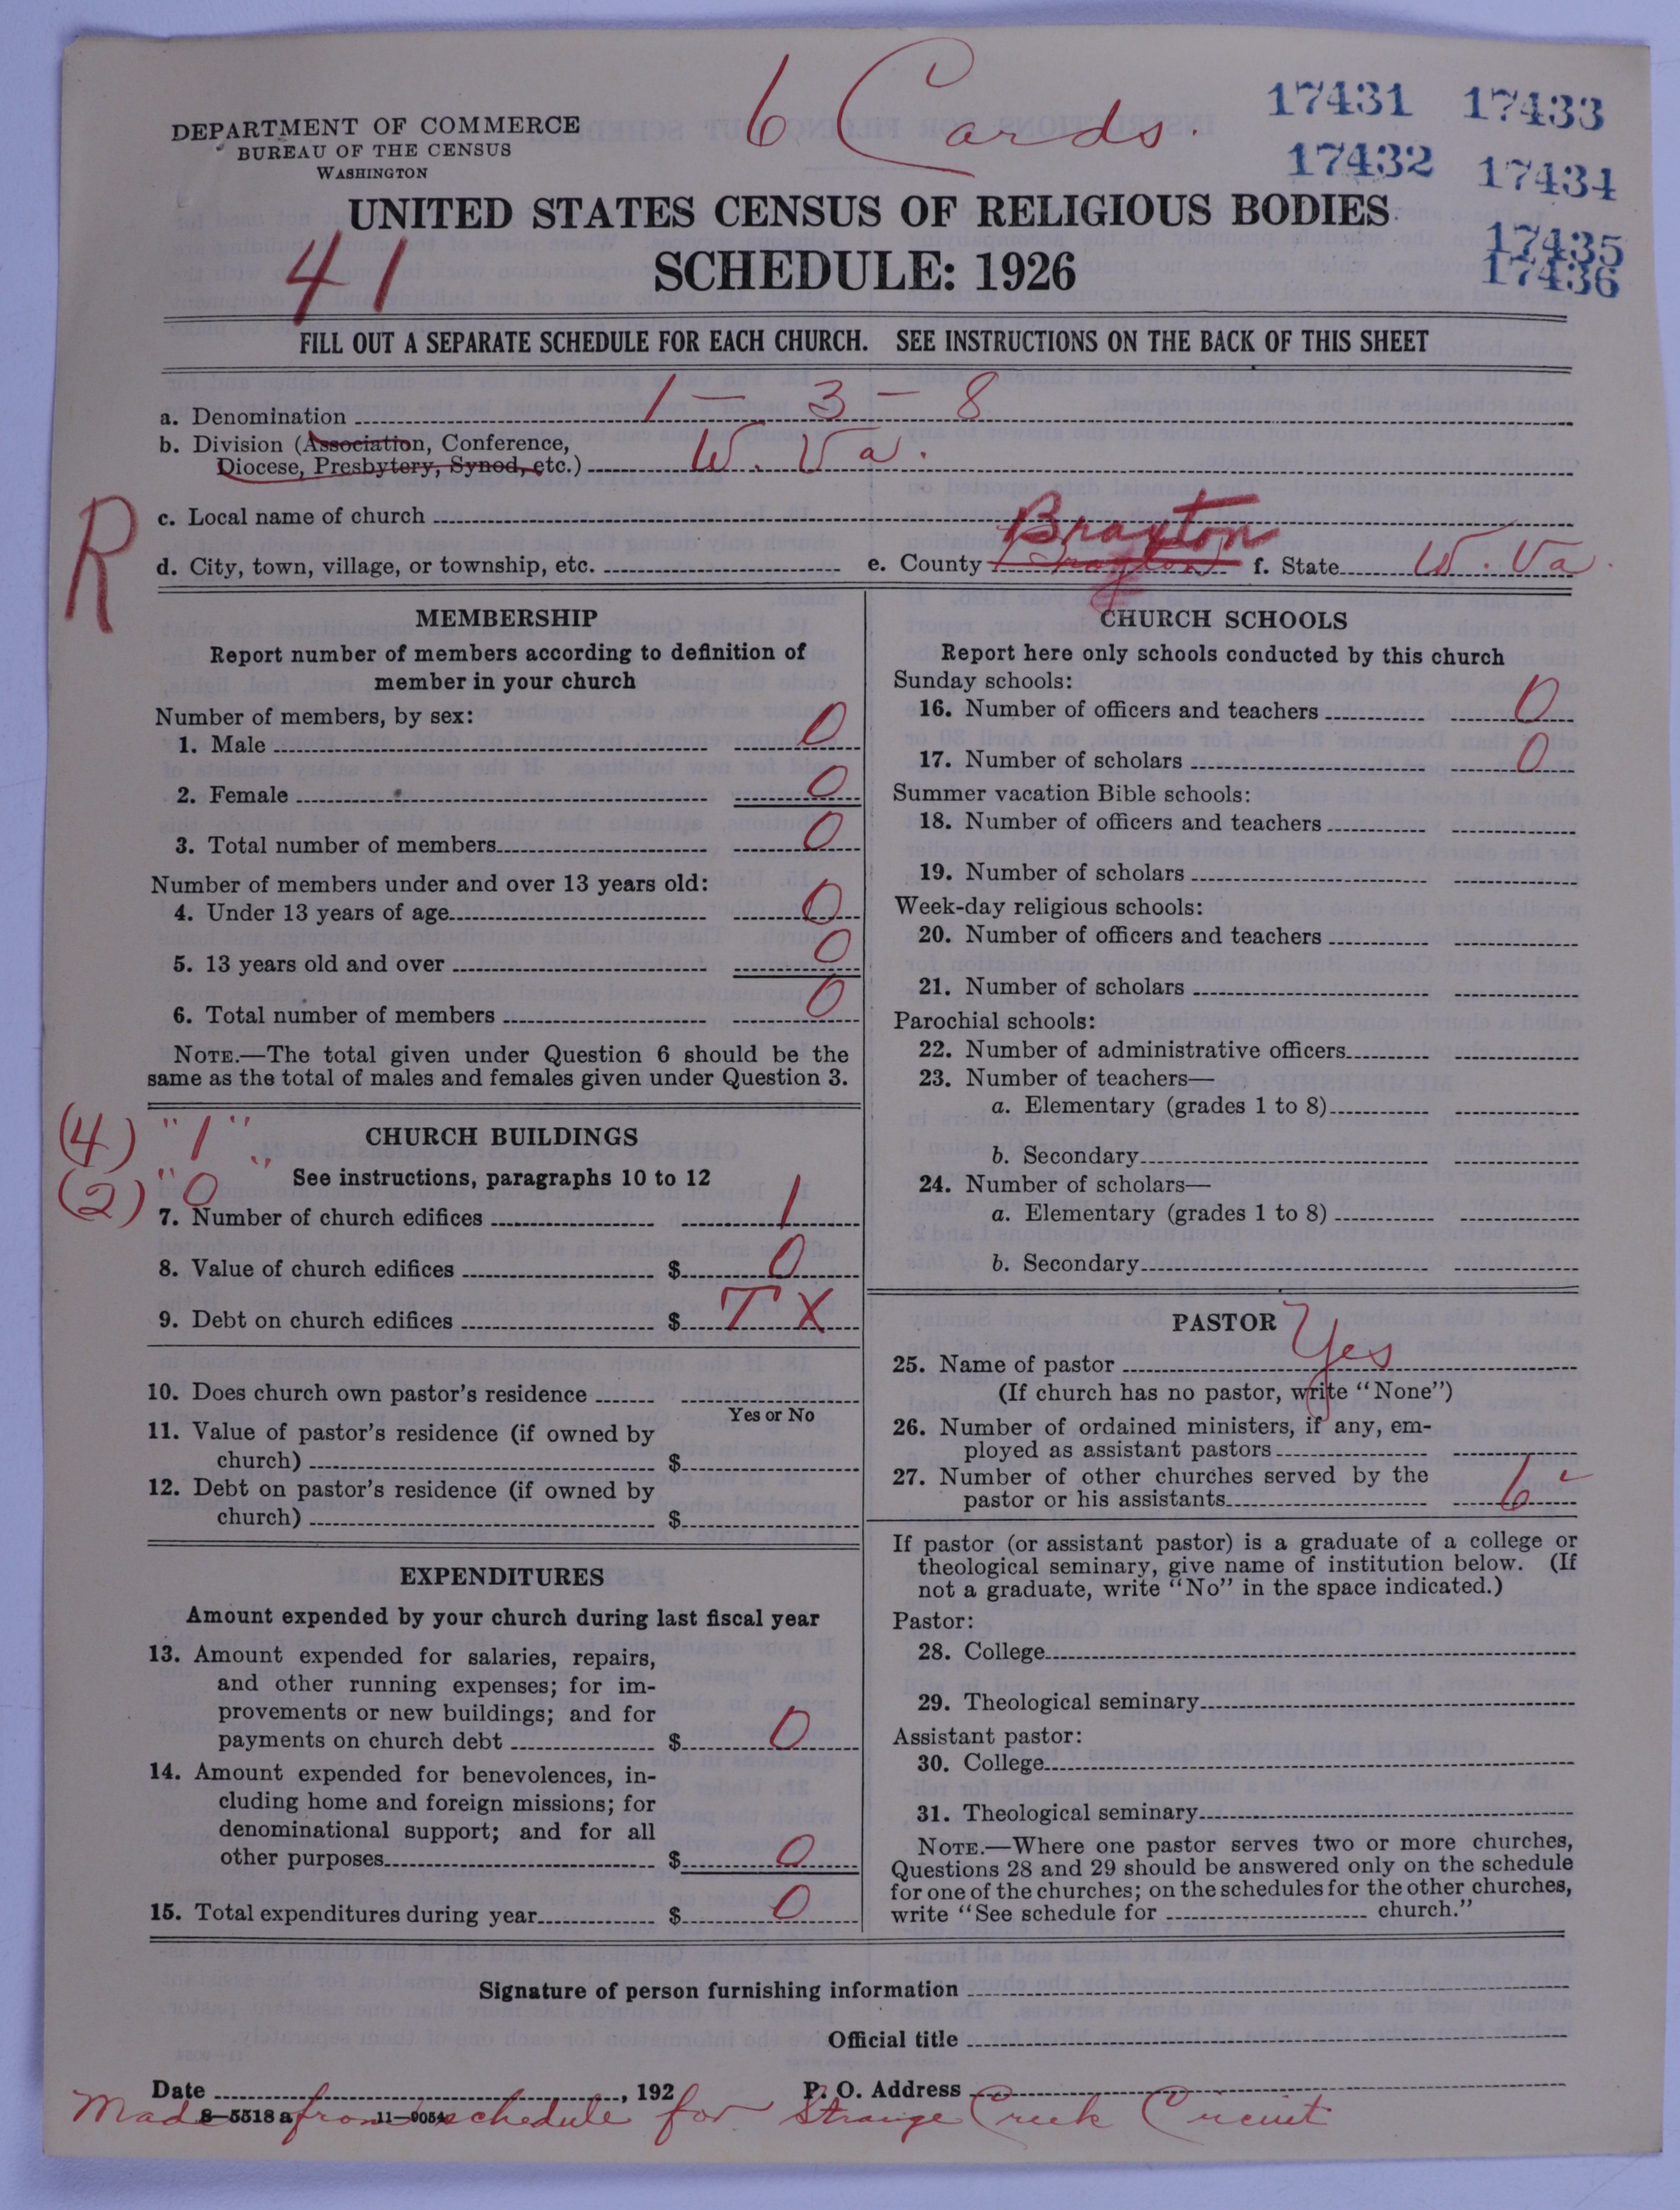 6 Cards.
17431 17433
17432 17434
17435
17436
DEPARTMENT OF COMMERCE
BUREAU OF THE CENSUS
WASHINGTON
UNITED STATES CENSUS OF RELIGIOUS BODIES
41
SCHEDULE: 1926
FILL OUT A SEPARATE SCHEDULE FOR EACH CHURCH. SEE INSTRUCTIONS ON THE BACK OF THIS SHEET
a. Denomination 1 - 3 - 8
b. Division (Association, Conference,
Diocese, Presbytery, Synod, etc.) W. Va.
R
c. Local name of church
d. City, town, village, or township, etc. e. County Braxton f. State W. Va.
MEMBERSHIP
Report number of members according to definition of
member in your church
Number of members, by sex:
1. Male 0
2. Female 0
3. Total number of members 0
Number of members under and over 13 years old:
4. Under 13 years of age 0
5. 13 years old and over 0
6. Total number of members 0
NOTE.—The total given under Question 6 should be the
same as the total of males and females given under Question 3.
(4) "1"
(2) "0"
CHURCH BUILDINGS
See instructions, paragraphs 10 to 12
7. Number of church edifices 1
8. Value of church edifices $ 0
9. Debt on church edifices $ T X
10. Does church own pastor's residence
Yes or No
11. Value of pastor's residence (if owned by
church) $
12. Debt on pastor's residence (if owned by
church) $
EXPENDITURES
Amount expended by your church during last fiscal year
13. Amount expended for salaries, repairs,
and other running expenses; for im-
provements or new buildings; and for
payments on church debt $ 0
14. Amount expended for benevolences, in-
cluding home and foreign missions; for
denominational support; and for all
other purposes $ 0
15. Total expenditures during year $ 0
CHURCH SCHOOLS
Report here only schools conducted by this church
Sunday schools:
16. Number of officers and teachers 0
17. Number of scholars 0
Summer vacation Bible schools:
18. Number of officers and teachers
19. Number of scholars
Week-day religious schools:
20. Number of officers and teachers
21. Number of scholars
Parochial schools:
22. Number of administrative officers
23. Number of teachers—
a. Elementary (grades 1 to 8)
b. Secondary
24. Number of scholars—
a. Elementary (grades 1 to 8)
b. Secondary
PASTOR
25. Name of pastor Yes
(If church has no pastor, write "None")
26. Number of ordained ministers, if any, em-
ployed as assistant pastors
27. Number of other churches served by the
pastor or his assistants 6
If pastor (or assistant pastor) is a graduate of a college or
theological seminary, give name of institution below. (If
not a graduate, write "No" in the space indicated.)
Pastor:
28. College
29. Theological seminary
Assistant pastor:
30. College
31. Theological seminary
NOTE.—Where one pastor serves two or more churches,
Questions 28 and 29 should be answered only on the schedule
for one of the churches; on the schedules for the other churches,
write "See schedule for church."
Signature of person furnishing information
Official title
Date , 192 P. O. Address
8—5518 a 11—9054
Made from schedule for Strange Creek Circuit